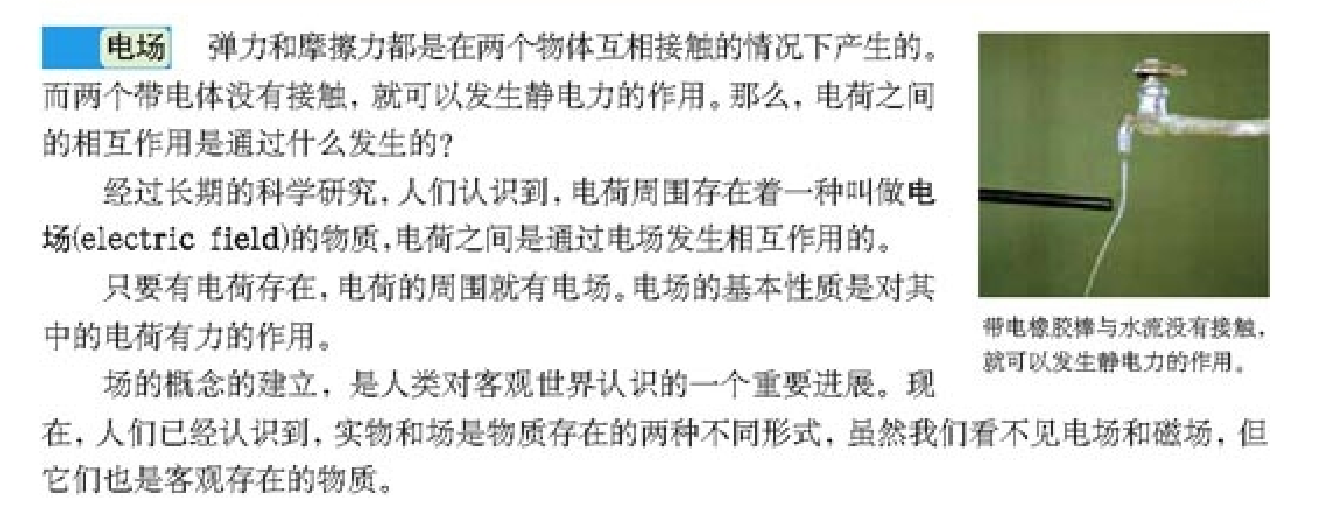 电场 弹力和摩擦力都是在两个物体互相接触的情况下产生的。
而两个带电体没有接触，就可以发生静电力的作用。那么，电荷之间
的相互作用是通过什么发生的？
经过长期的科学研究，人们认识到，电荷周围存在着一种叫做电
场(electric field)的物质，电荷之间是通过电场发生相互作用的。
只要有电荷存在，电荷的周围就有电场。电场的基本性质是对其
中的电荷有力的作用。
带电橡胶棒与水流没有接触，
就可以发生静电力的作用。
场的概念的建立，是人类对客观世界认识的一个重要进展。现
在，人们已经认识到，实物和场是物质存在的两种不同形式，虽然我们看不见电场和磁场，但
它们也是客观存在的物质。